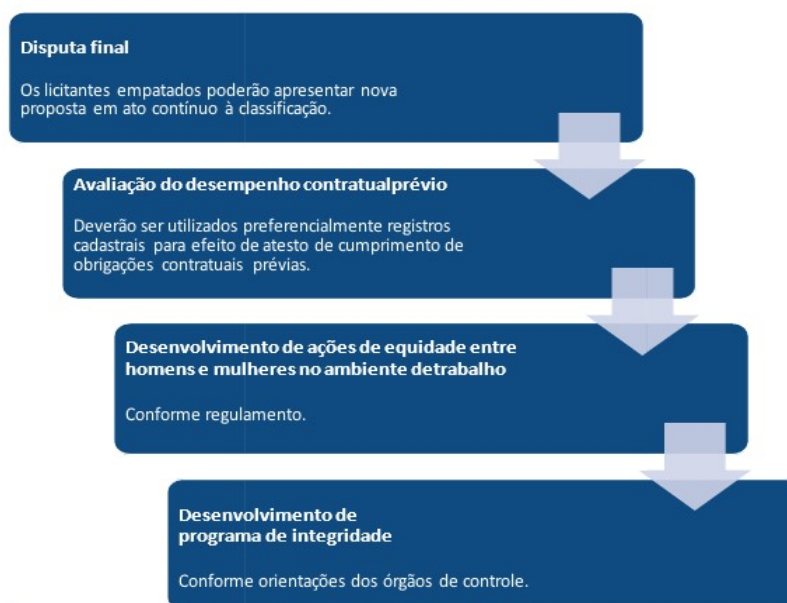 Disputa final
Os licitantes empatados poderão apresentar nova
proposta em ato contínuo à classificação.
Avaliação do desempenho contratualprévio
Deverão ser utilizados preferencialmente registros
cadastrais para efeito de atesto de cumprimento de
obrigações contratuais prévias.
Desenvolvimento de ações de equidade entre
homens e mulheres no ambiente detrabalho
Conforme regulamento.
Desenvolvimento de
programa de integridade
Conforme orientações dos órgãos de controle.